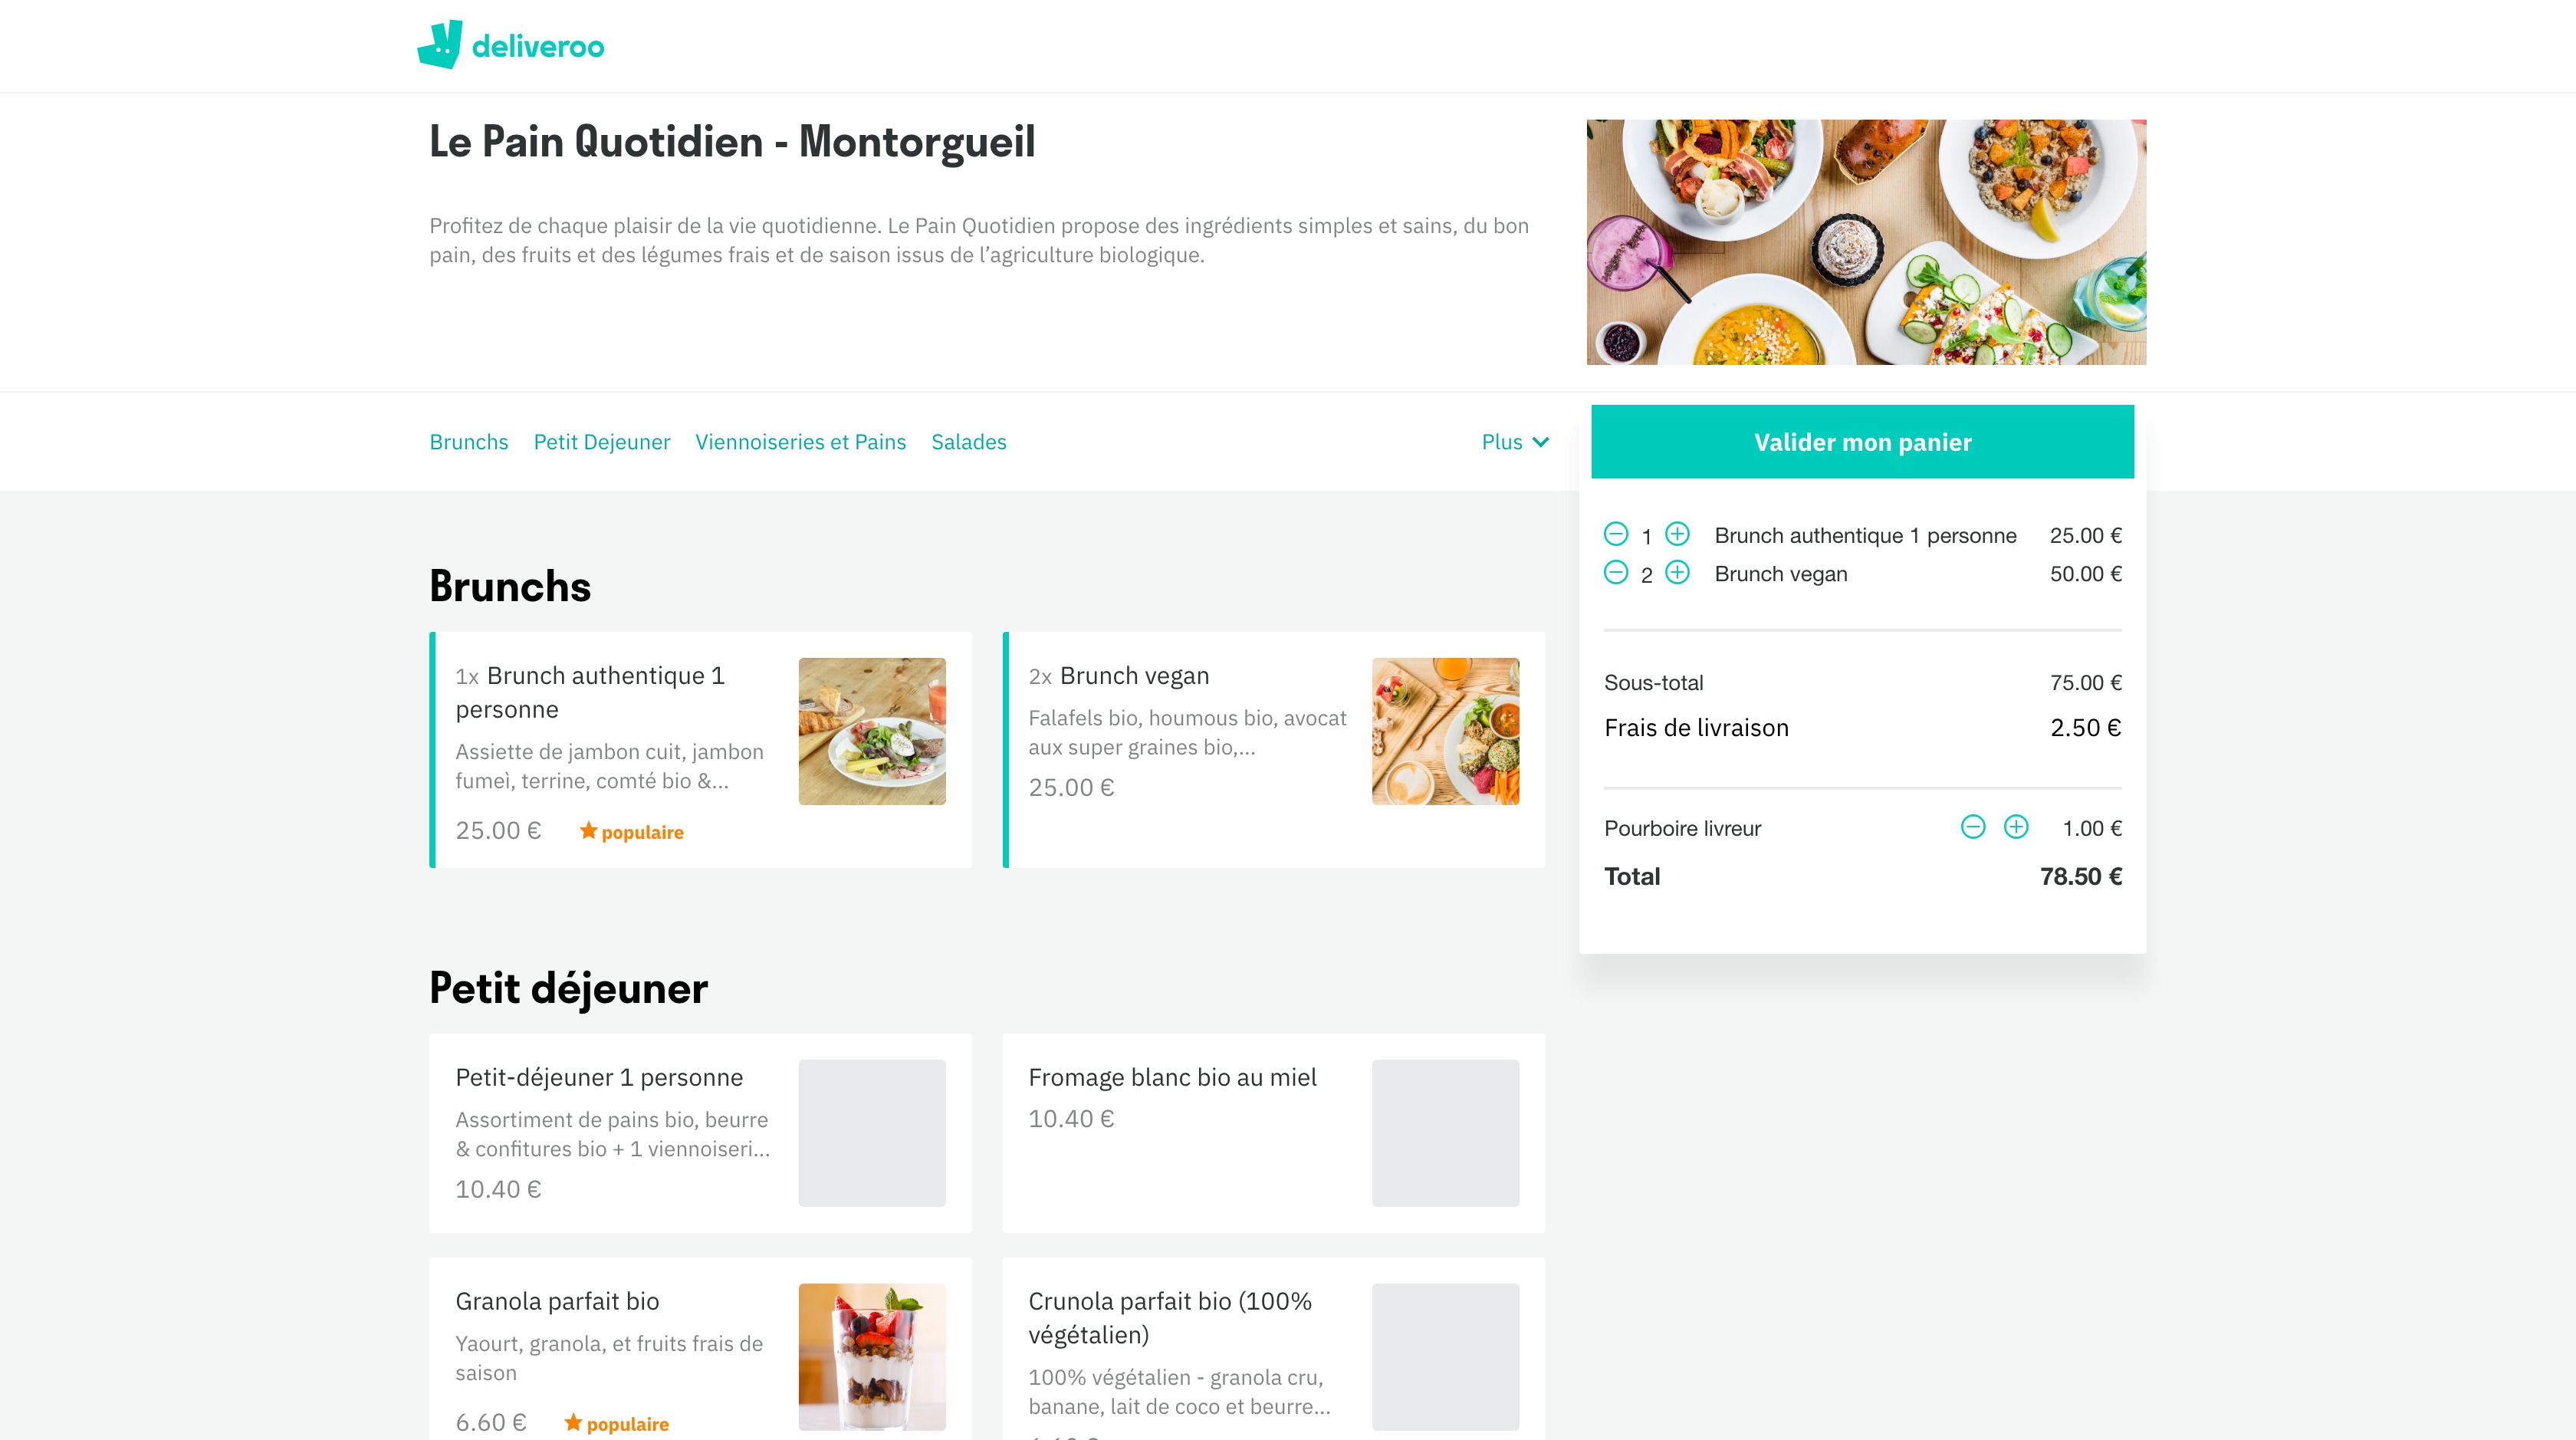 deliveroo
Le Pain Quotidien - Montorgueil
Profitez de chaque plaisir de la vie quotidienne. Le Pain Quotidien propose des ingrédients simples et sains, du bon
pain, des fruits et des légumes frais et de saison issus de l’agriculture biologique.
Brunchs Petit Dejeuner Viennoiseries et Pains Salades Plus
Valider mon panier
1 Brunch authentique 1 personne 25.00 €
2 Brunch vegan 50.00 €
Sous-total 75.00 €
Frais de livraison 2.50 €
Pourboire livreur 1.00 €
Total 78.50 €
Brunchs
1x Brunch authentique 1
personne
Assiette de jambon cuit, jambon
fumeì, terrine, comté bio &...
25.00 € populaire
2x Brunch vegan
Falafels bio, houmous bio, avocat
aux super graines bio,...
25.00 €
Petit déjeuner
Petit-déjeuner 1 personne
Assortiment de pains bio, beurre
& confitures bio + 1 viennoiseri...
10.40 €
Fromage blanc bio au miel
10.40 €
Granola parfait bio
Yaourt, granola, et fruits frais de
saison
6.60 € populaire
Crunola parfait bio (100%
végétalien)
100% végétalien - granola cru,
banane, lait de coco et beurre...